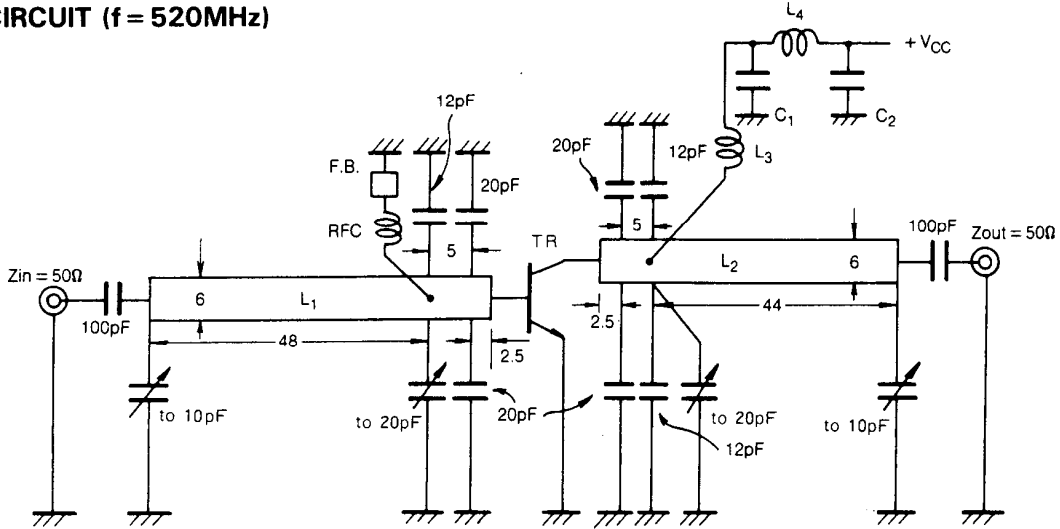 CIRCUIT (f = 520MHz)
L4
+ VCC
C1
C2
12pF
20pF
12pF
L3
F.B.
20pF
RFC
5
5
TR
100pF
Zout = 50Ω
Zin = 50Ω
6
L1
L2
6
100pF
48
2.5
2.5
44
to 10pF
to 20pF
20pF
to 20pF
12pF
to 10pF